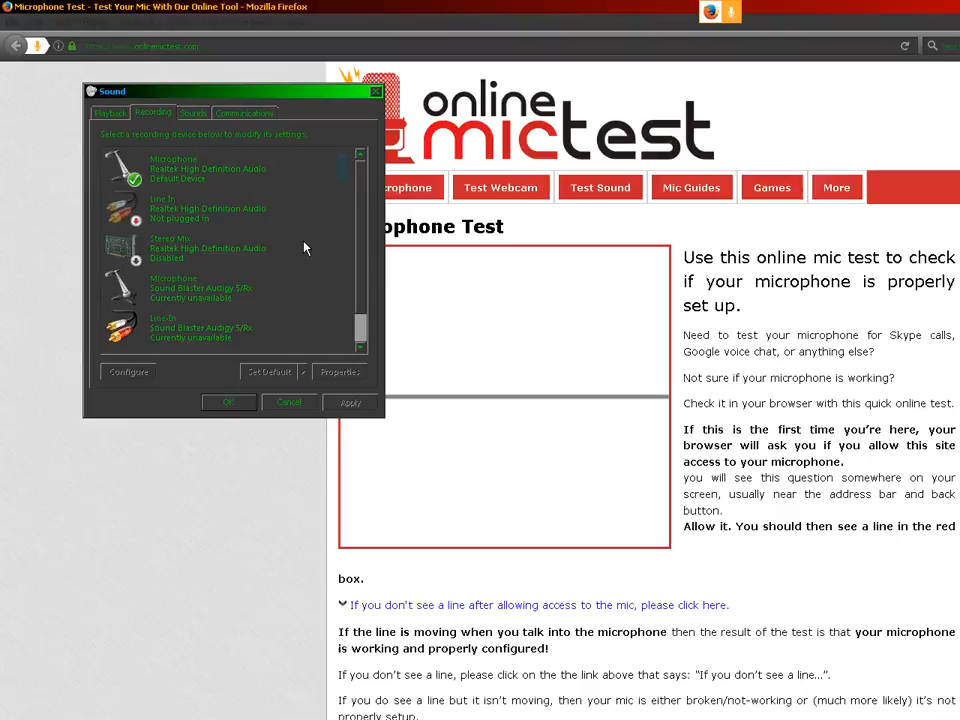 Microphone Test - Test Your Mic With Our Online Tool - Mozilla Firefox
onlinemictest.com
Sound
Playback
Recording
Sounds
Communications
Select a recording device below to modify its settings:
Microphone
Realtek High Definition Audio
Default Device
Line In
Realtek High Definition Audio
Not plugged in
Stereo Mix
Realtek High Definition Audio
Disabled
Microphone
Sound Blaster Audigy 5/Rx
Currently unavailable
Line-In
Sound Blaster Audigy 5/Rx
Currently unavailable
Configure
Set Default
Properties
OK
Cancel
Apply
online
mictest
rophone
Test Webcam
Test Sound
Mic Guides
Games
More
ophone Test
Use this online mic test to check
if your microphone is properly
set up.
Need to test your microphone for Skype calls,
Google voice chat, or anything else?
Not sure if your microphone is working?
Check it in your browser with this quick online test.
If this is the first time you're here, your
browser will ask you if you allow this site
access to your microphone.
you will see this question somewhere on your
screen, usually near the address bar and back
button.
Allow it. You should then see a line in the red
box.
If you don't see a line after allowing access to the mic, please click here.
If the line is moving when you talk into the microphone then the result of the test is that your microphone
is working and properly configured!
If you don't see a line, please click on the the link above that says: "If you don't see a line...".
If you do see a line but it isn't moving, then your mic is either broken/not-working or (much more likely) it's not
properly setup.